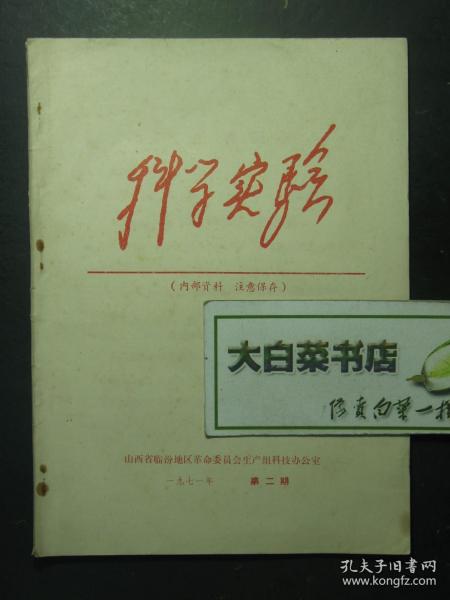 科学实验
（内部资料 注意保存）
大白菜书店
像真白菜一样
山西省临汾地区革命委员会生产组科技办公室
一九七一年 第二期
孔夫子旧书网
www.kongfz.com